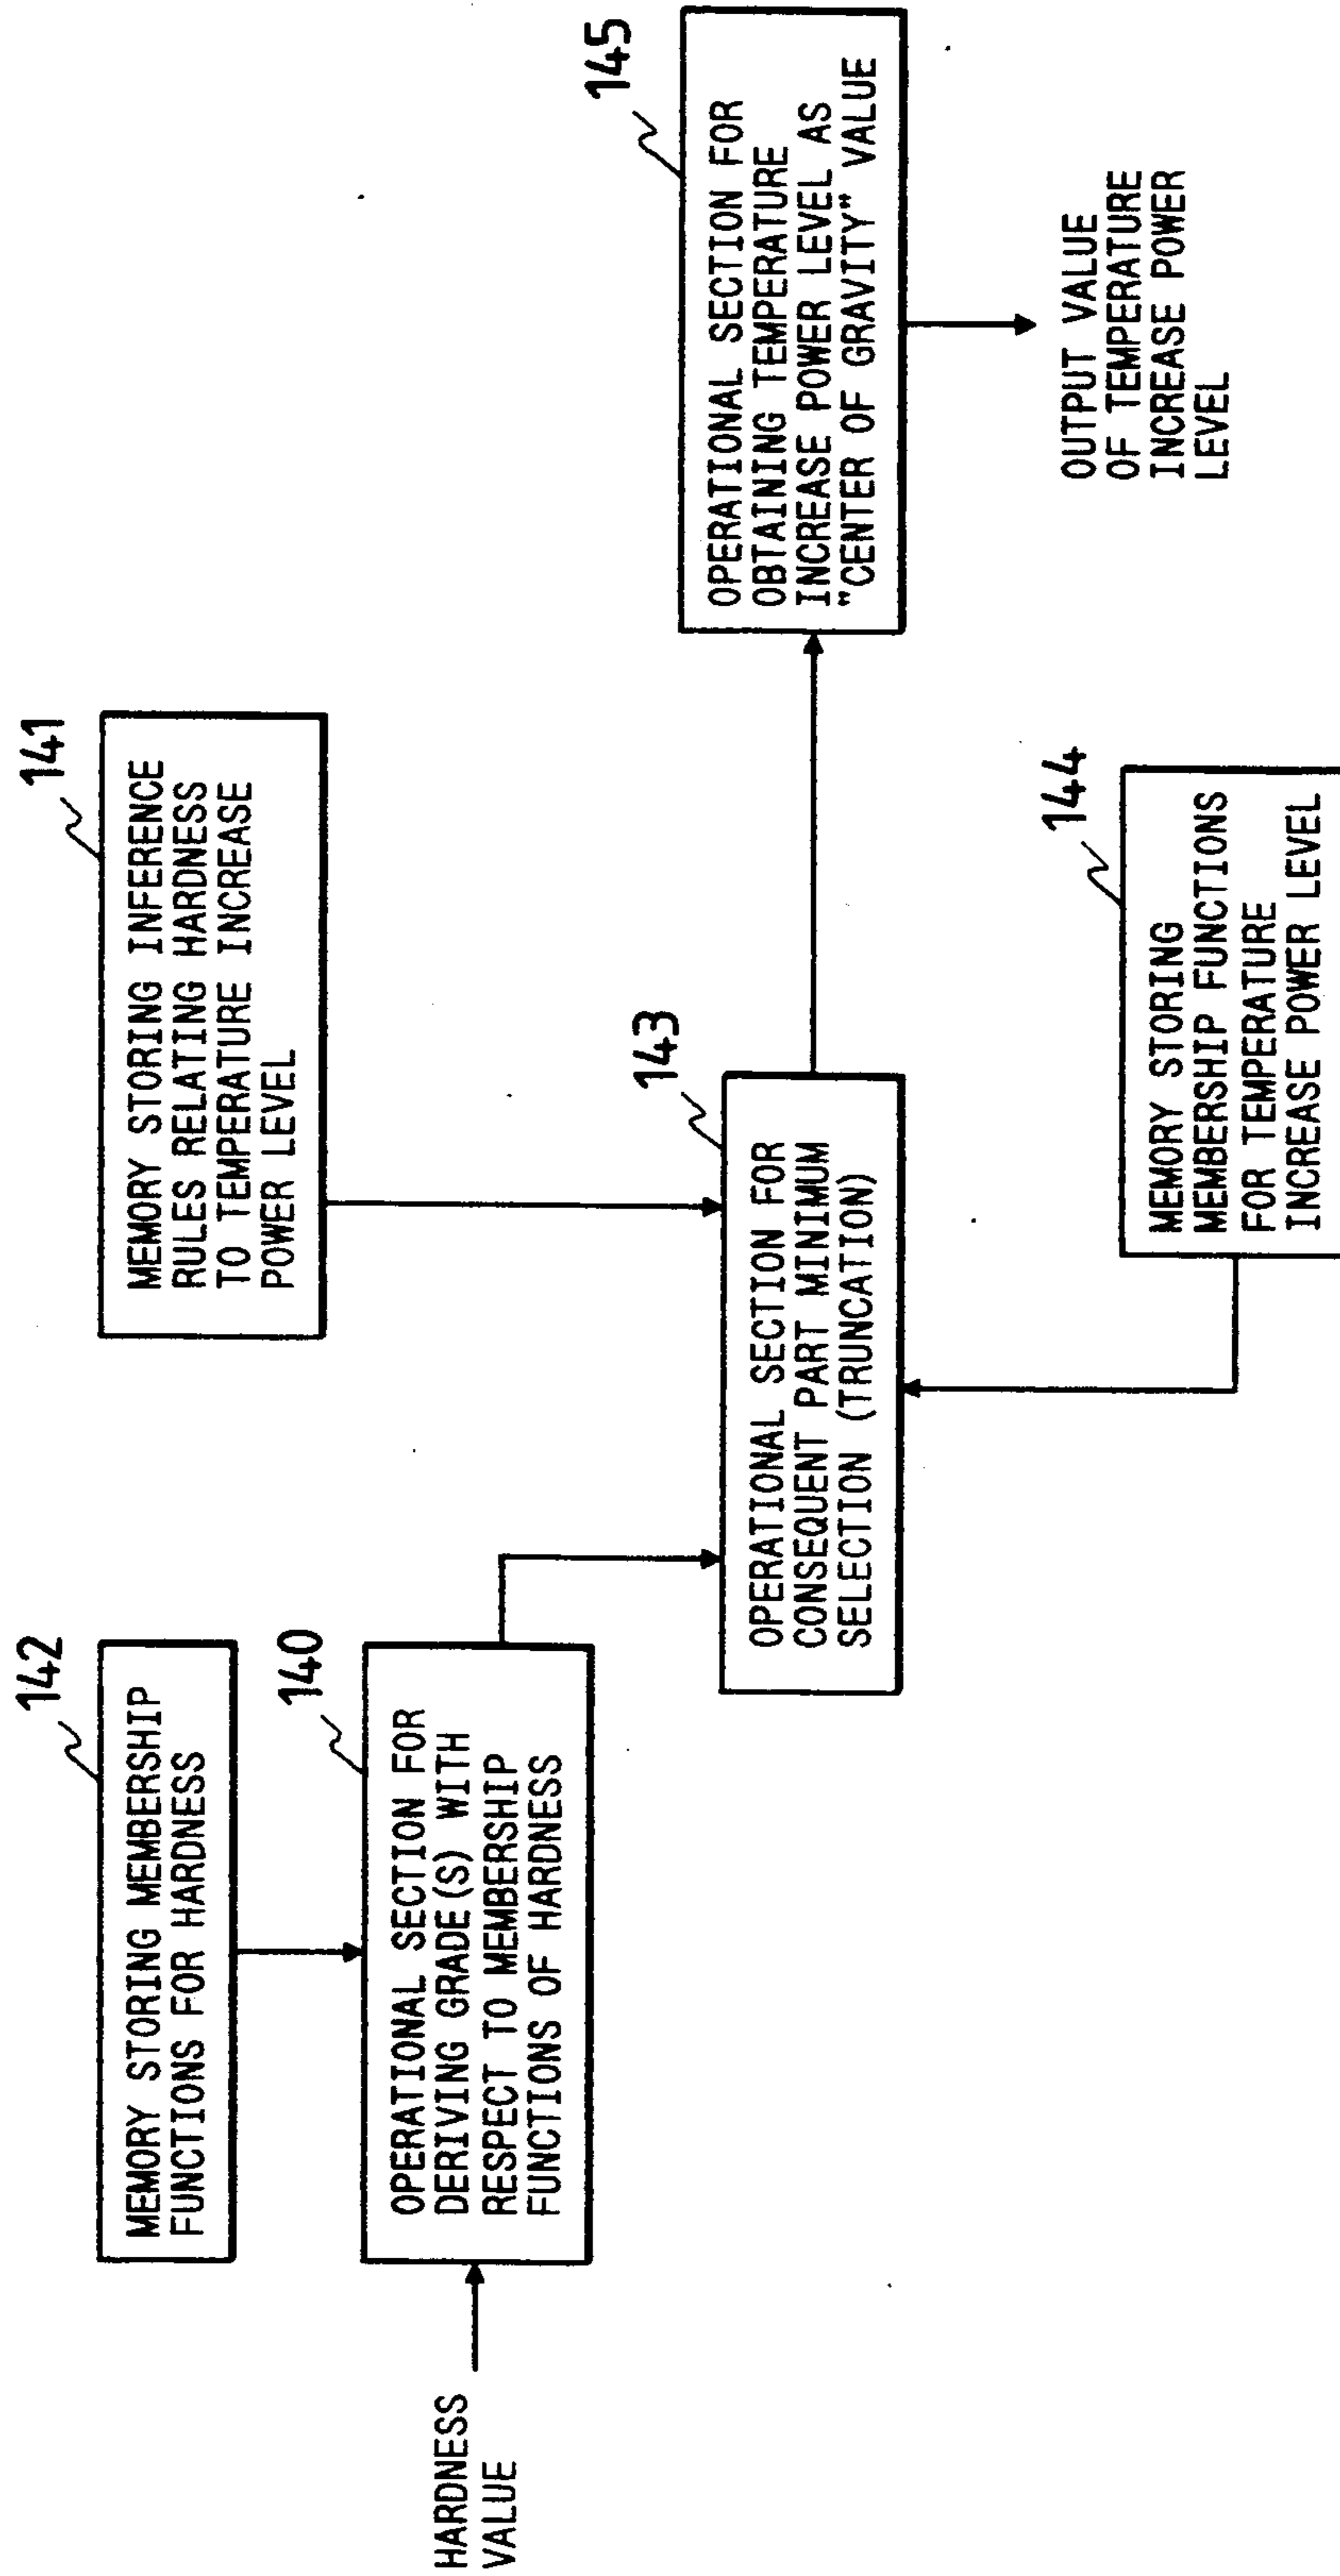 142
MEMORY STORING MEMBERSHIP
FUNCTIONS FOR HARDNESS
141
MEMORY STORING INFERENCE
RULES RELATING HARDNESS
TO TEMPERATURE INCREASE
POWER LEVEL
140
OPERATIONAL SECTION FOR
DERIVING GRADE(S) WITH
RESPECT TO MEMBERSHIP
FUNCTIONS OF HARDNESS
HARDNESS
VALUE
143
OPERATIONAL SECTION FOR
CONSEQUENT PART MINIMUM
SELECTION (TRUNCATION)
145
OPERATIONAL SECTION FOR
OBTAINING TEMPERATURE
INCREASE POWER LEVEL AS
"CENTER OF GRAVITY" VALUE
144
MEMORY STORING
MEMBERSHIP FUNCTIONS
FOR TEMPERATURE
INCREASE POWER LEVEL
OUTPUT VALUE
OF TEMPERATURE
INCREASE POWER
LEVEL